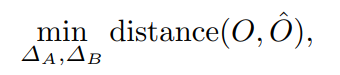 min distance(O, Ô),
Δ_A,Δ_B